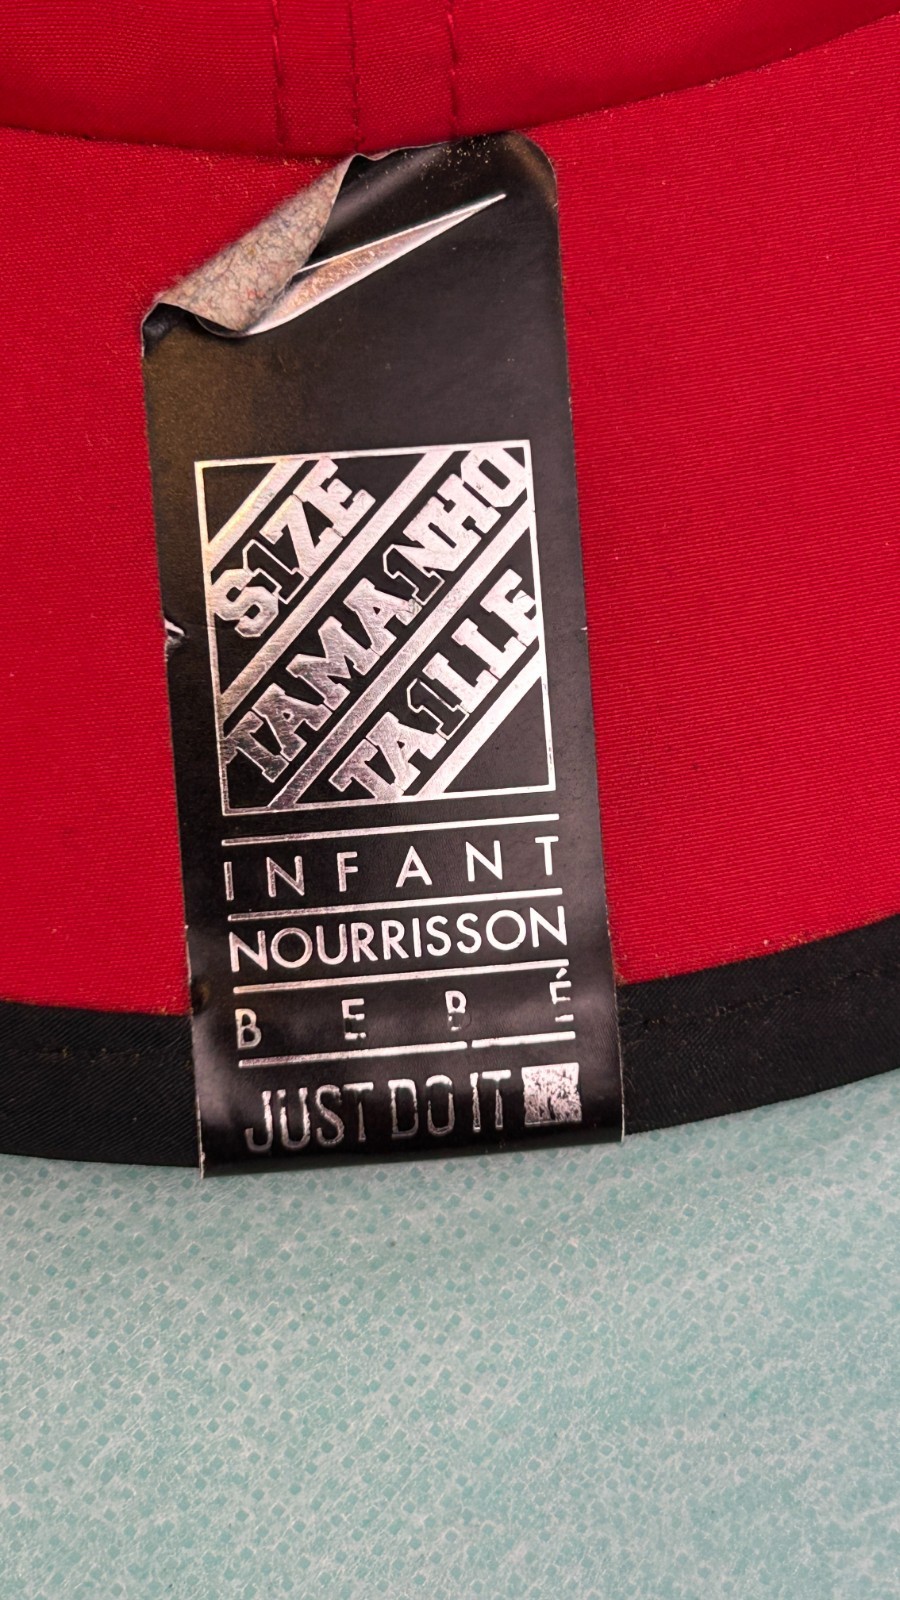 SIZE
TAMANHO
TAILLE
INFANT
NOURRISSON
BEBÉ
JUST DO IT